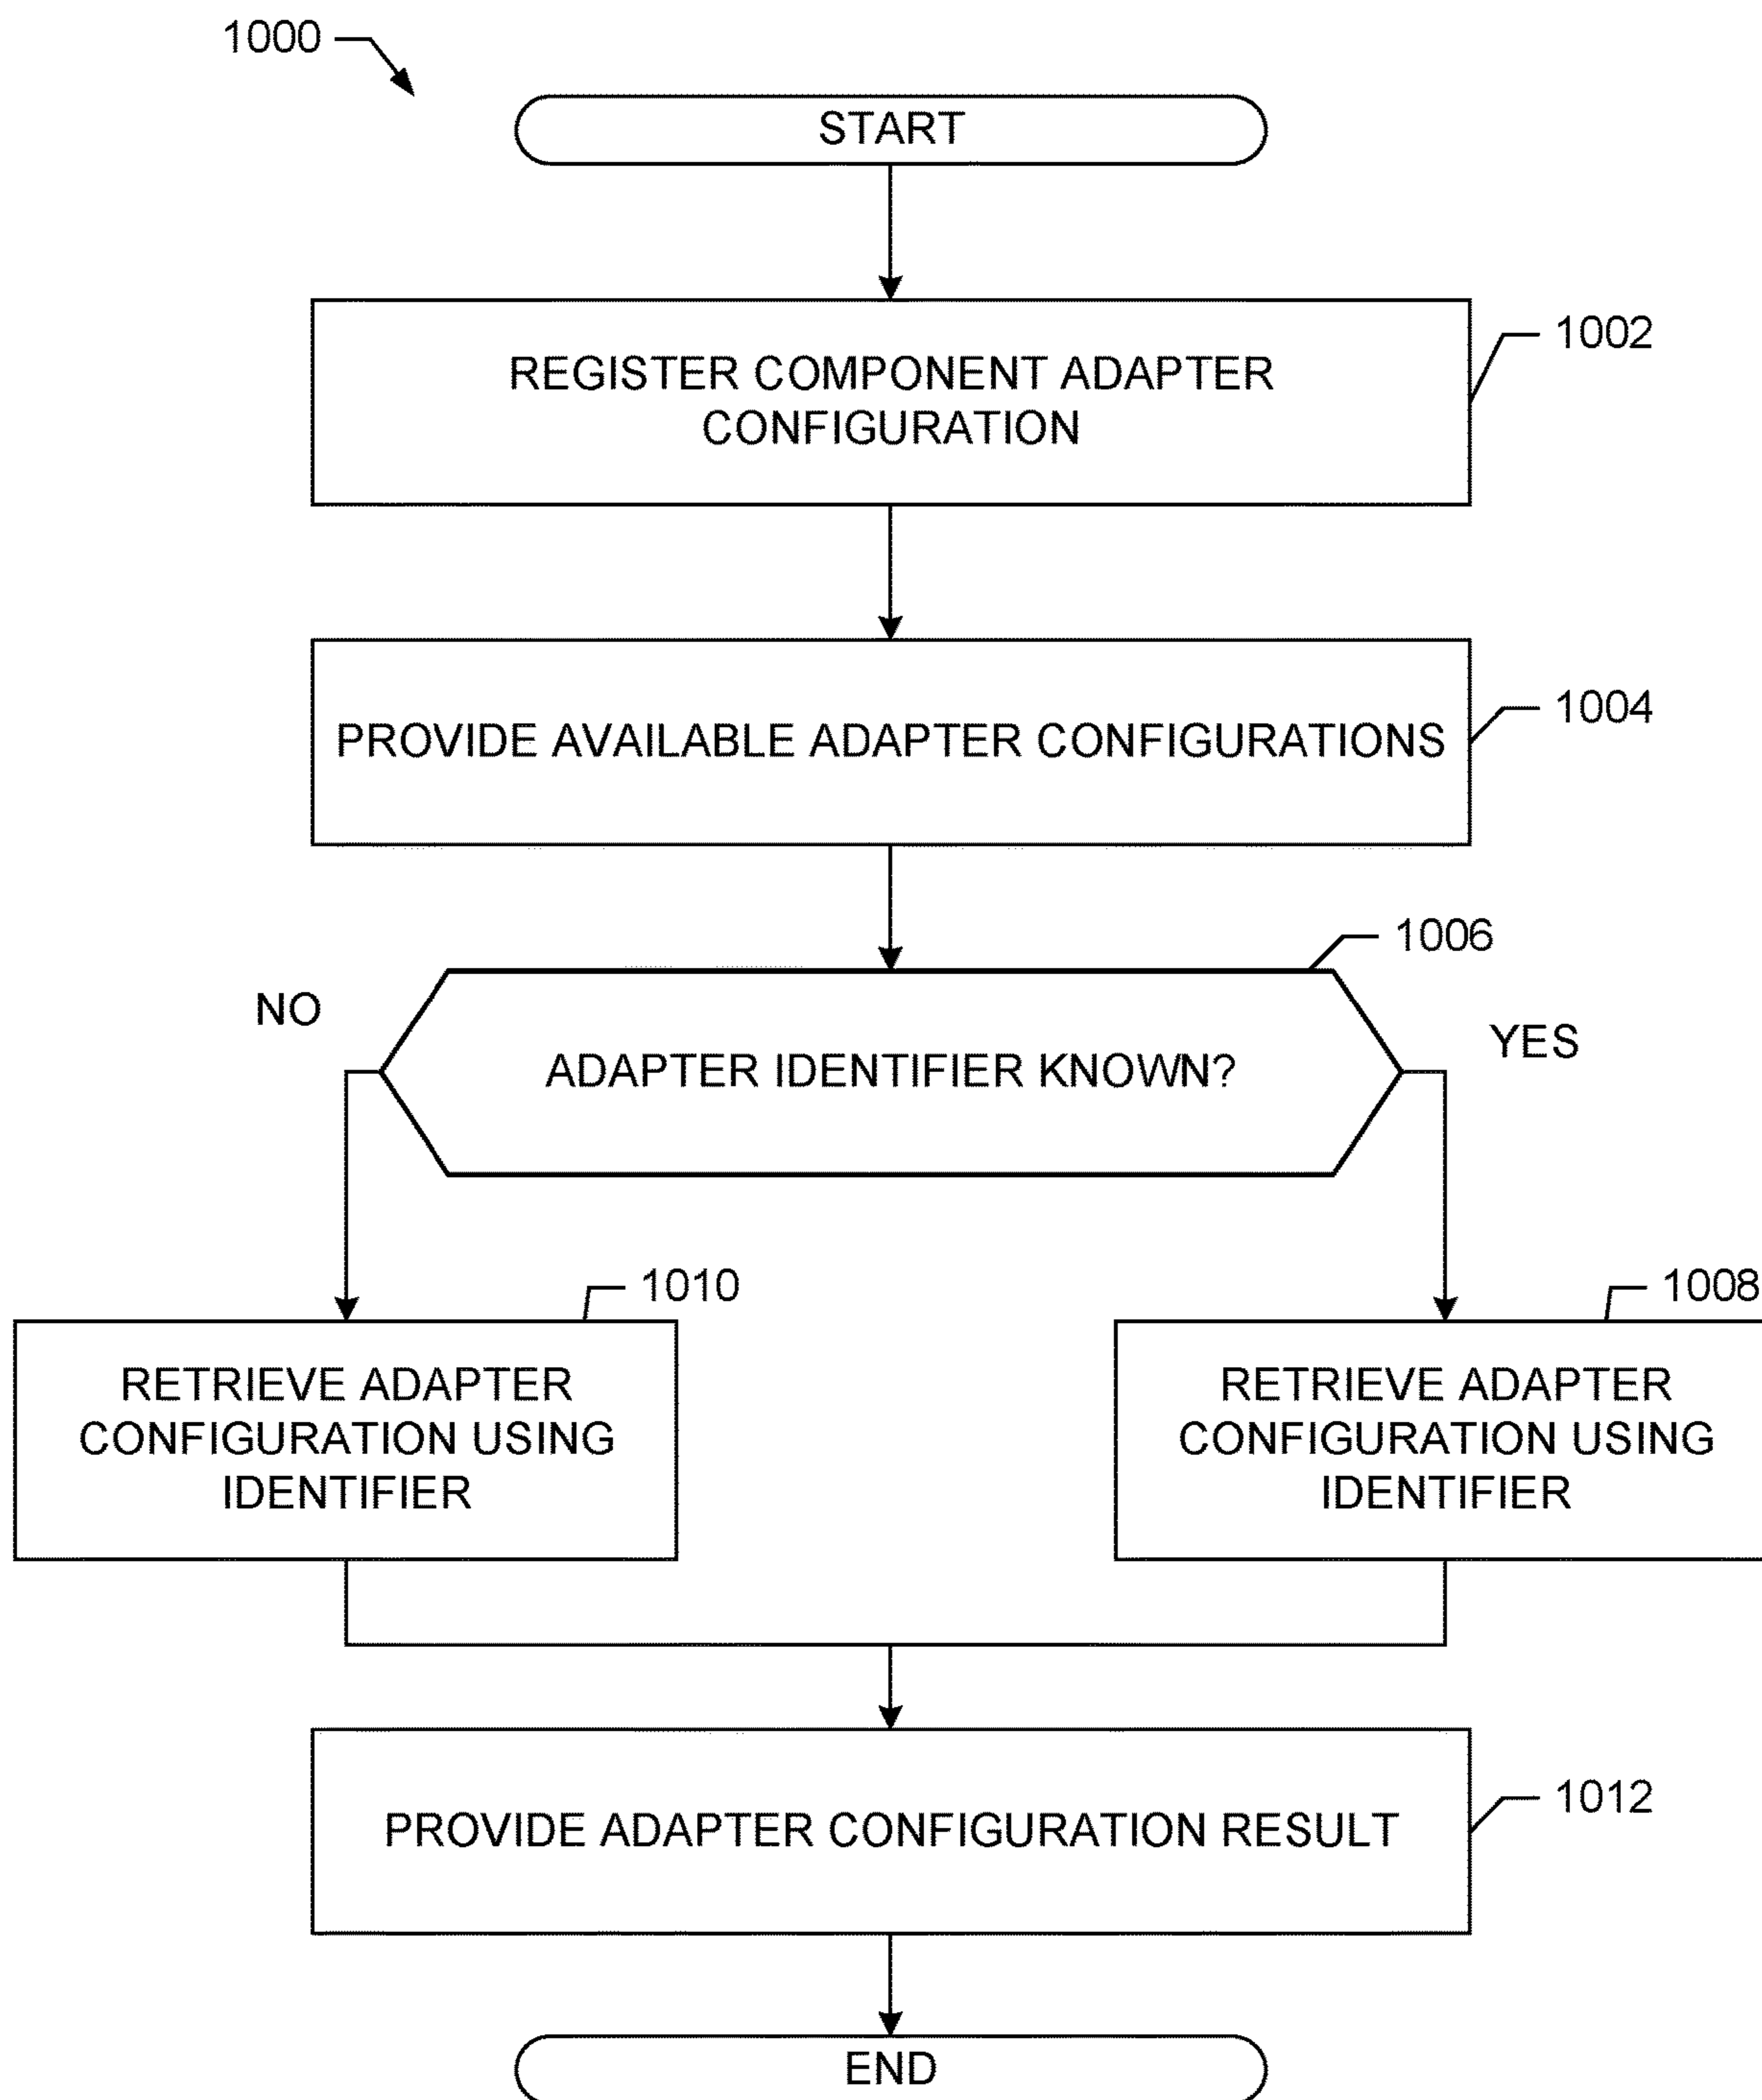 1000
START
REGISTER COMPONENT ADAPTER
CONFIGURATION
1002
PROVIDE AVAILABLE ADAPTER CONFIGURATIONS
1004
1006
NO
ADAPTER IDENTIFIER KNOWN?
YES
1010
RETRIEVE ADAPTER
CONFIGURATION USING
IDENTIFIER
1008
RETRIEVE ADAPTER
CONFIGURATION USING
IDENTIFIER
PROVIDE ADAPTER CONFIGURATION RESULT
1012
END